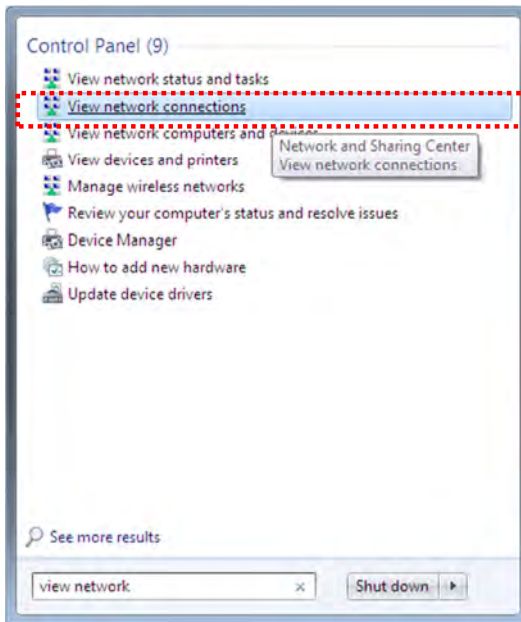 Control Panel (9)
View network status and tasks
View network connections
View network computers and devices
Network and Sharing Center
View network connections
View devices and printers
Manage wireless networks
Review your computer's status and resolve issues
Device Manager
How to add new hardware
Update device drivers
See more results
view network
Shut down